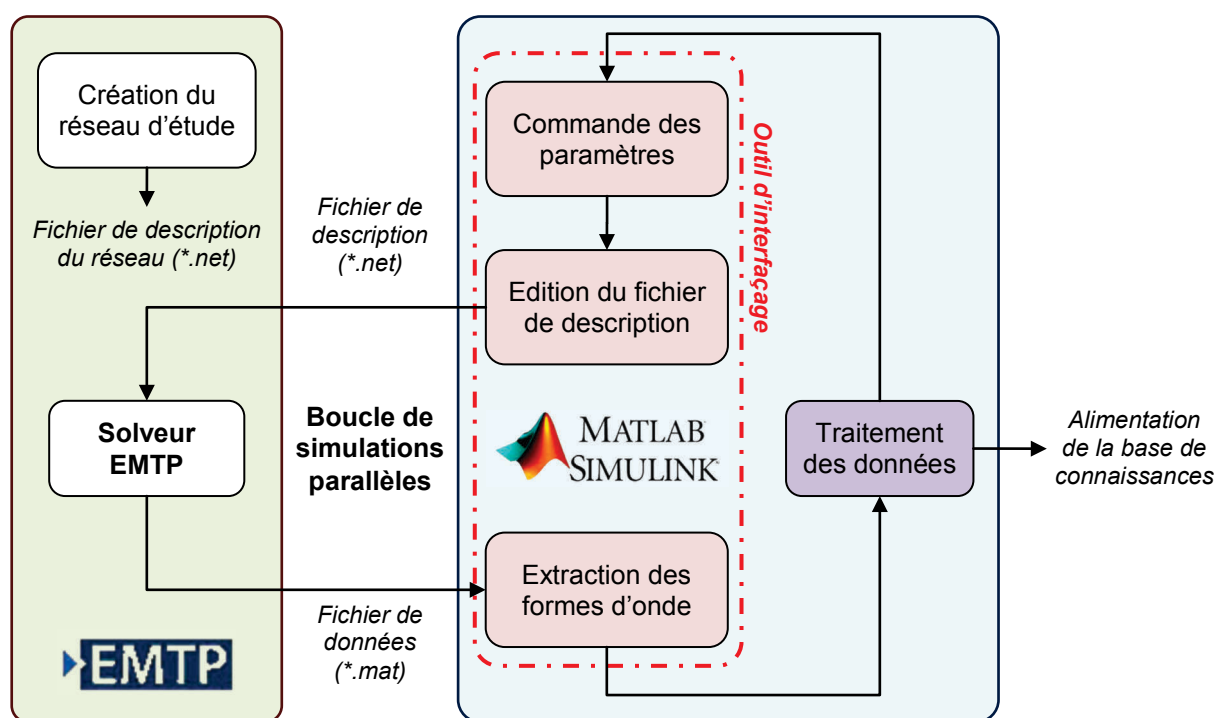 Création du
réseau d'étude
Fichier de description
du réseau (*.net)
Solveur
EMTP
EMTP
Fichier de
description
(*.net)
Boucle de
simulations
parallèles
Fichier de
données
(*.mat)
Commande des
paramètres
Edition du fichier
de description
MATLAB
SIMULINK
Extraction des
formes d'onde
Outil d'interfaçage
Traitement
des données
Alimentation
de la base de
connaissances